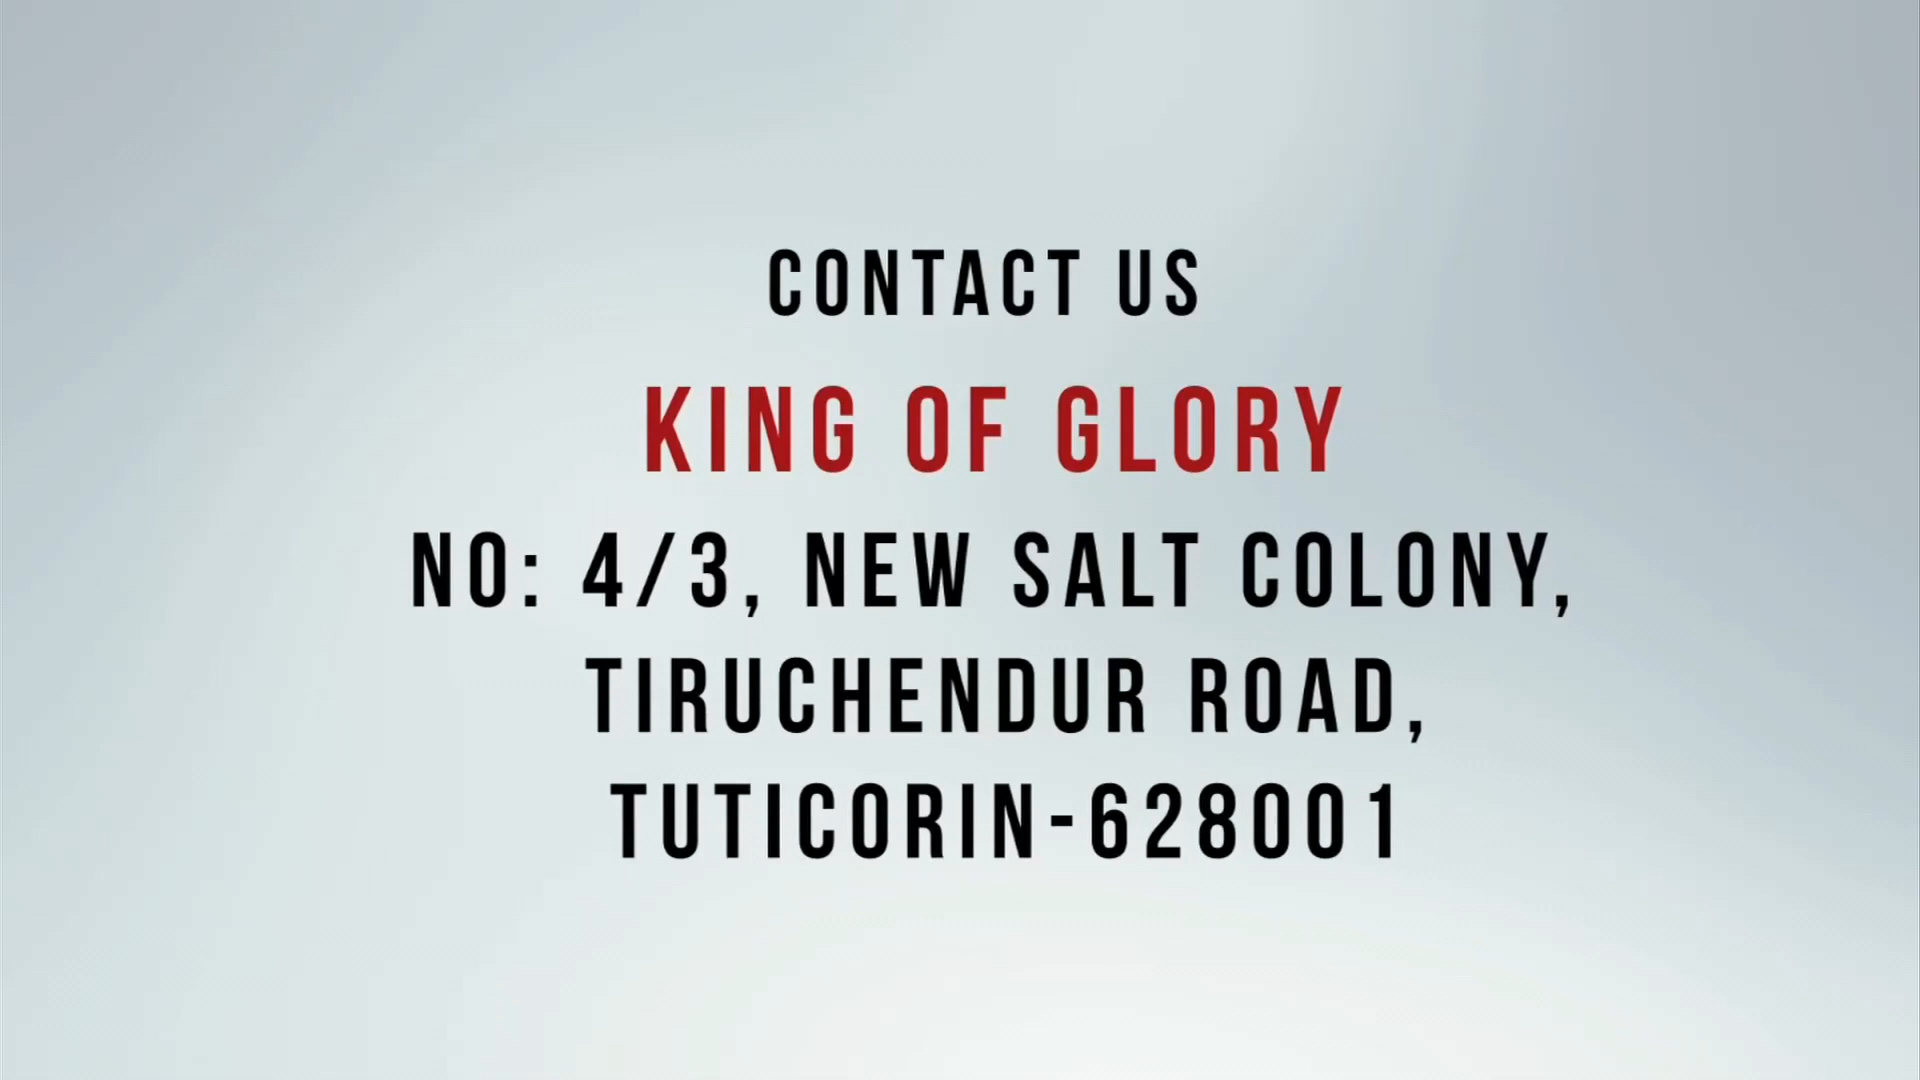 CONTACT US
KING OF GLORY
NO: 4/3, NEW SALT COLONY,
TIRUCHENDUR ROAD,
TUTICORIN-628001